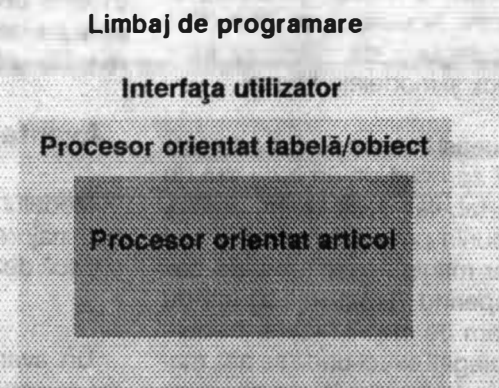 Limbaj de programare
Interfaţa utilizator
Procesor orientat tabelă/obiect
Procesor orientat articol